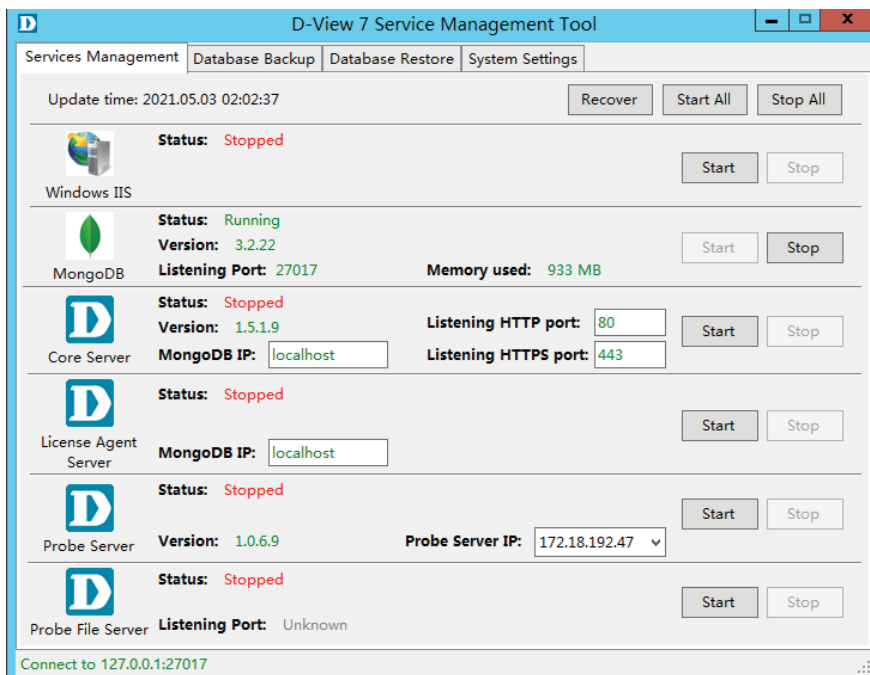 D-View 7 Service Management Tool
Services Management Database Backup Database Restore System Settings
Update time: 2021.05.03 02:02:37 Recover Start All Stop All
Status: Stopped
Windows IIS
Start Stop
Status: Running
Version: 3.2.22
Listening Port: 27017 Memory used: 933 MB
MongoDB
Start Stop
Status: Stopped
Version: 1.5.1.9 Listening HTTP port: 80
MongoDB IP: localhost Listening HTTPS port: 443
Core Server
Start Stop
Status: Stopped
MongoDB IP: localhost
License Agent
Server
Start Stop
Status: Stopped
Version: 1.0.6.9 Probe Server IP: 172.18.192.47
Probe Server
Start Stop
Status: Stopped
Listening Port: Unknown
Probe File Server
Start Stop
Connect to 127.0.0.1:27017